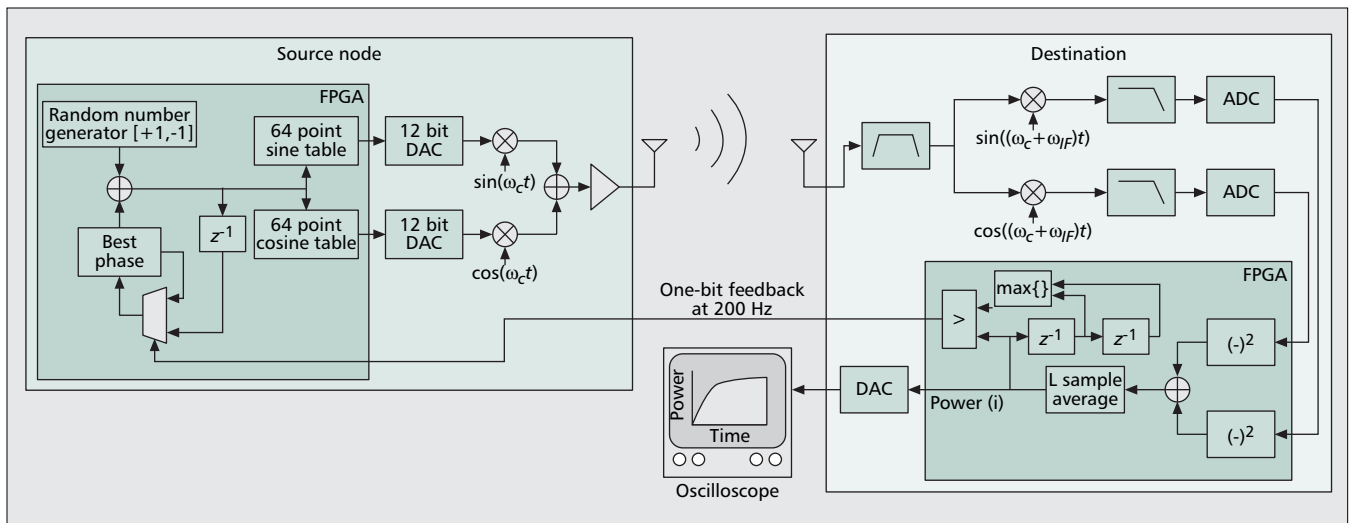 Source node
FPGA
Random number
generator [+1,-1]
64 point
sine table
12 bit
DAC
sin(ω_c t)
64 point
cosine table
12 bit
DAC
cos(ω_c t)
z⁻¹
Best
phase
Destination
ADC
sin((ω_c+ω_IF)t)
ADC
cos((ω_c+ω_IF)t)
FPGA
max{}
>
z⁻¹
z⁻¹
(-)²
L sample
average
(-)²
Power (i)
DAC
One-bit feedback
at 200 Hz
Power
Time
Oscilloscope